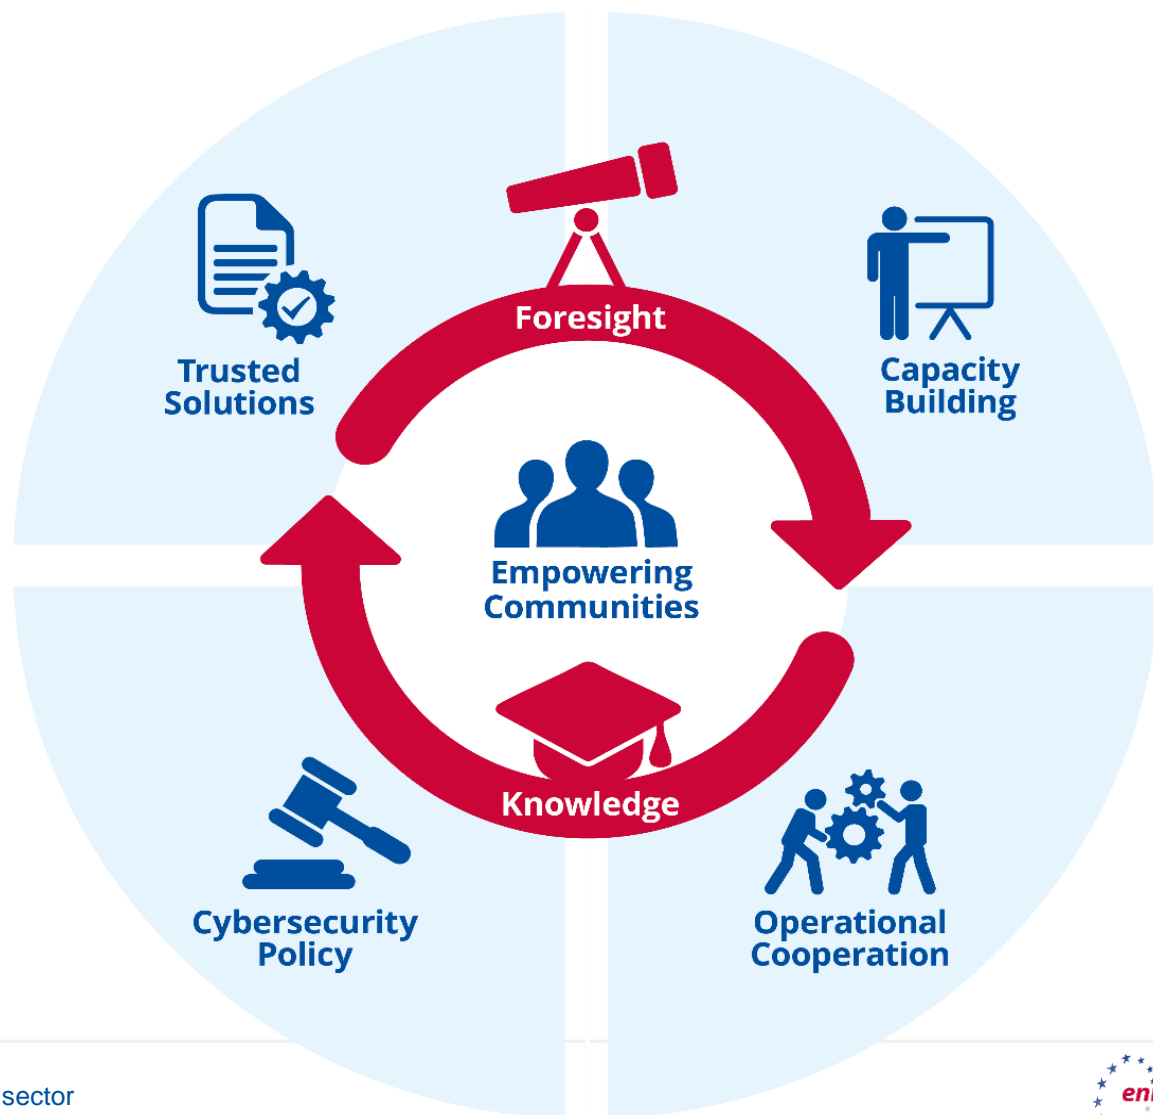 Foresight
Trusted
Solutions
Capacity
Building
Empowering
Communities
Knowledge
Cybersecurity
Policy
Operational
Cooperation
sector